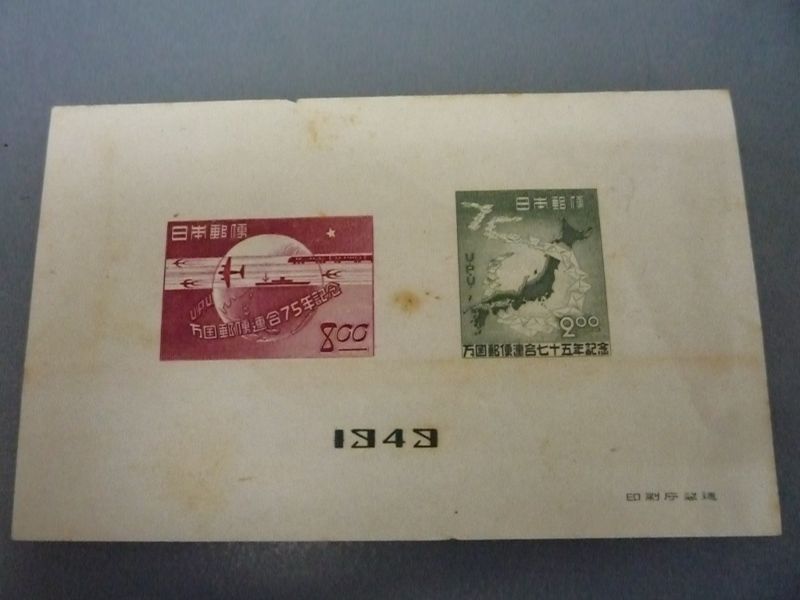 日本郵便
UPU
万国郵便連合75年記念
8.00
日本郵便
75
U.P.U.
2.00
万国郵便連合七十五年記念
1949
印刷庁製造